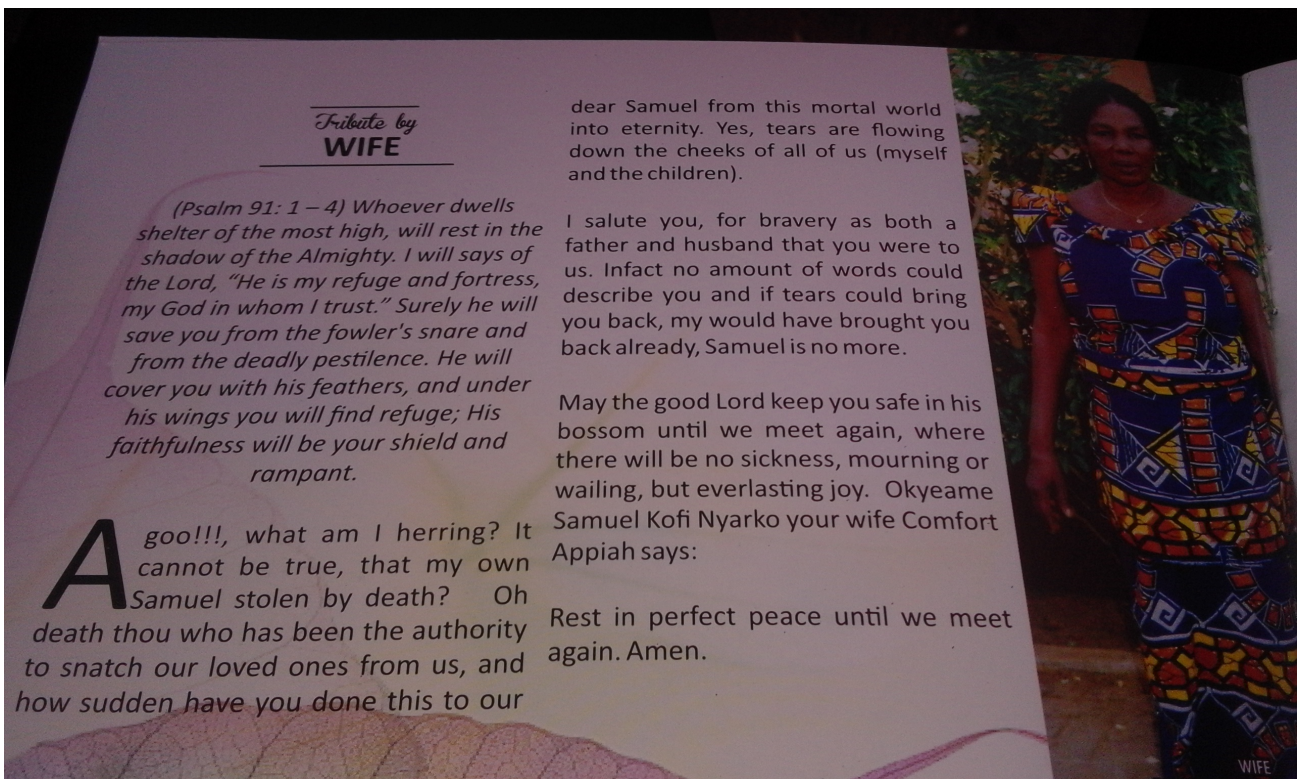 Tribute by
WIFE
(Psalm 91: 1 – 4) Whoever dwells
shelter of the most high, will rest in the
shadow of the Almighty. I will says of
the Lord, “He is my refuge and fortress,
my God in whom I trust.” Surely he will
save you from the fowler's snare and
from the deadly pestilence. He will
cover you with his feathers, and under
his wings you will find refuge; His
faithfulness will be your shield and
rampant.
Agoo!!!, what am I herring? It
cannot be true, that my own
Samuel stolen by death? Oh
death thou who has been the authority
to snatch our loved ones from us, and
how sudden have you done this to our
dear Samuel from this mortal world
into eternity. Yes, tears are flowing
down the cheeks of all of us (myself
and the children).
I salute you, for bravery as both a
father and husband that you were to
us. Infact no amount of words could
describe you and if tears could bring
you back, my would have brought you
back already, Samuel is no more.
May the good Lord keep you safe in his
bossom until we meet again, where
there will be no sickness, mourning or
wailing, but everlasting joy. Okyeame
Samuel Kofi Nyarko your wife Comfort
Appiah says:
Rest in perfect peace until we meet
again. Amen.
WIFE